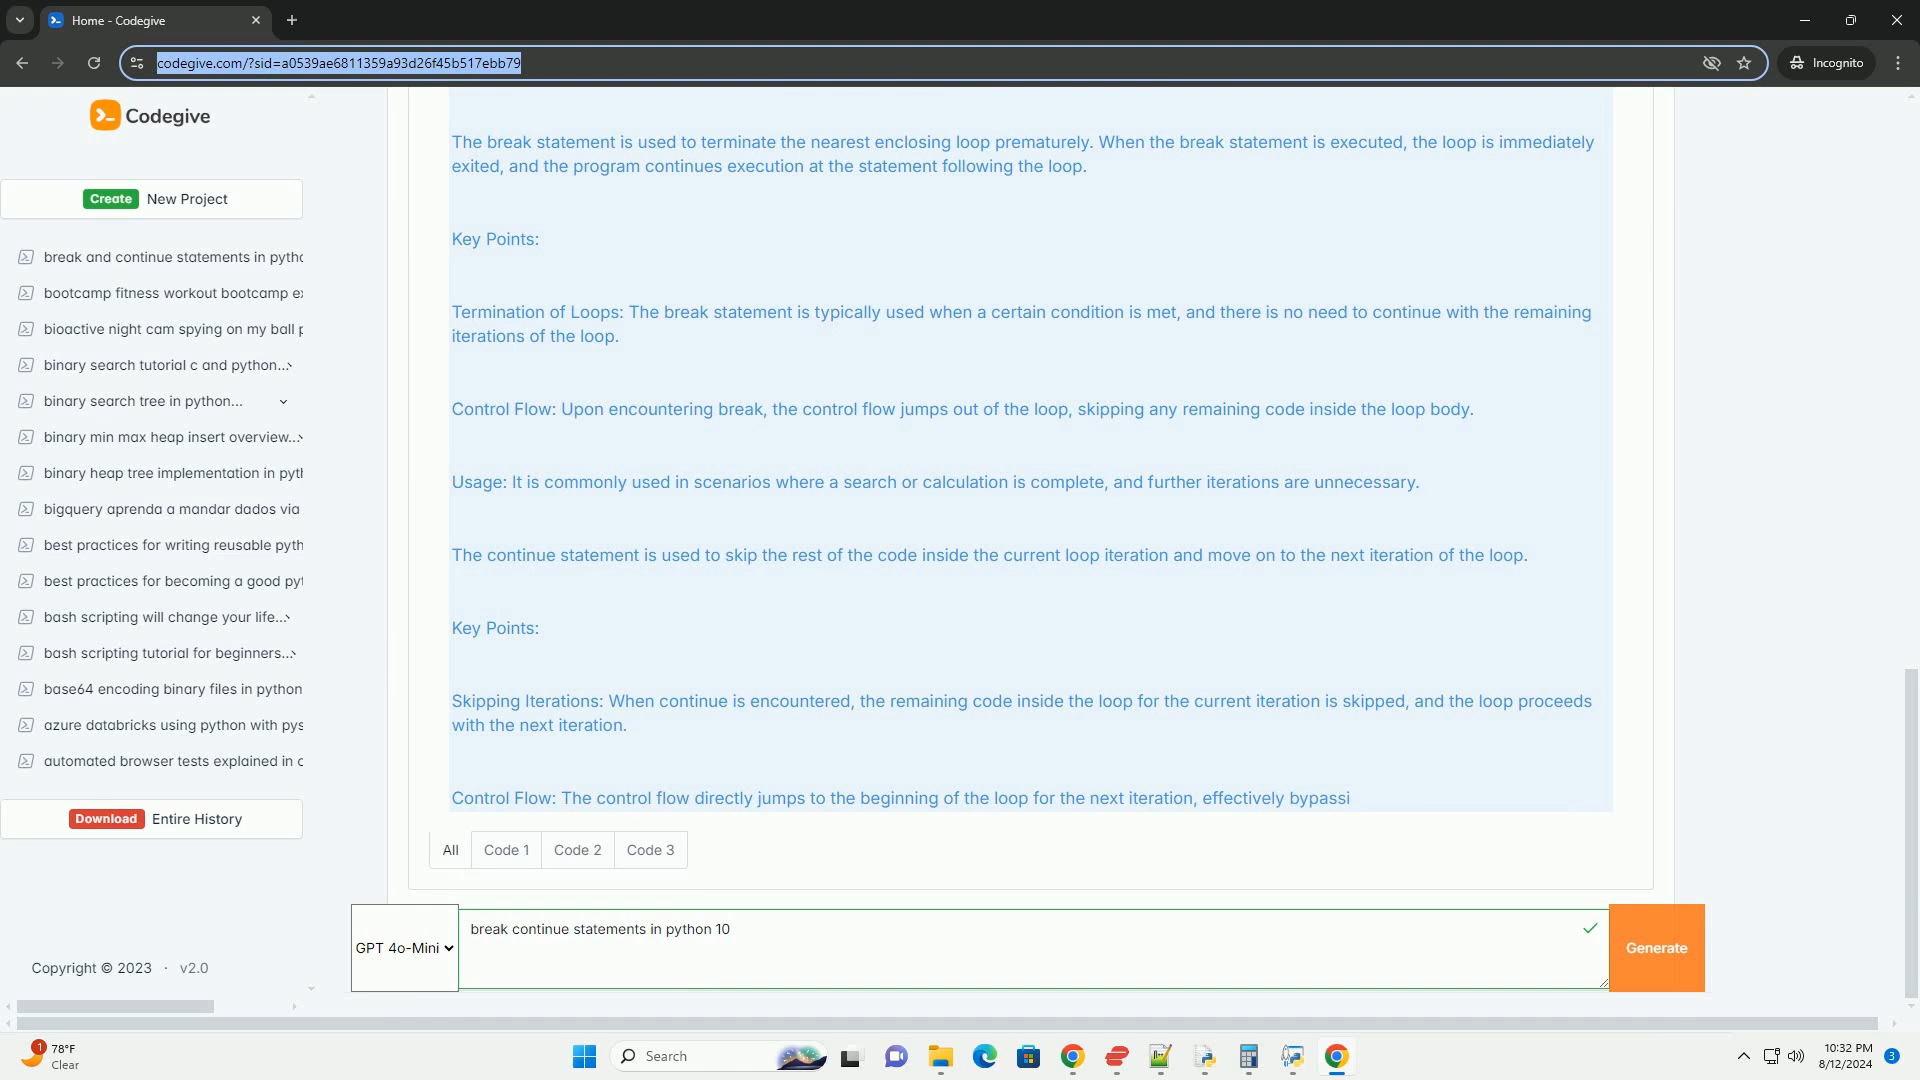 Home - Codegive
codegive.com/?sid=a0539ae6811359a93d26f45b517ebb79
Incognito
Codegive
Create New Project
break and continue statements in pytho
bootcamp fitness workout bootcamp ex
bioactive night cam spying on my ball p
binary search tutorial c and python...
binary search tree in python...
binary min max heap insert overview...
binary heap tree implementation in pyth
bigquery aprenda a mandar dados via
best practices for writing reusable pyth
best practices for becoming a good pyt
bash scripting will change your life...
bash scripting tutorial for beginners...
base64 encoding binary files in python
azure databricks using python with pys
automated browser tests explained in c
Download Entire History
Copyright © 2023 · v2.0
The break statement is used to terminate the nearest enclosing loop prematurely. When the break statement is executed, the loop is immediately
exited, and the program continues execution at the statement following the loop.
Key Points:
Termination of Loops: The break statement is typically used when a certain condition is met, and there is no need to continue with the remaining
iterations of the loop.
Control Flow: Upon encountering break, the control flow jumps out of the loop, skipping any remaining code inside the loop body.
Usage: It is commonly used in scenarios where a search or calculation is complete, and further iterations are unnecessary.
The continue statement is used to skip the rest of the code inside the current loop iteration and move on to the next iteration of the loop.
Key Points:
Skipping Iterations: When continue is encountered, the remaining code inside the loop for the current iteration is skipped, and the loop proceeds
with the next iteration.
Control Flow: The control flow directly jumps to the beginning of the loop for the next iteration, effectively bypassi
All Code 1 Code 2 Code 3
GPT 4o-Mini
break continue statements in python 10
Generate
1
78°F
Clear
Search
10:32 PM
8/12/2024
3